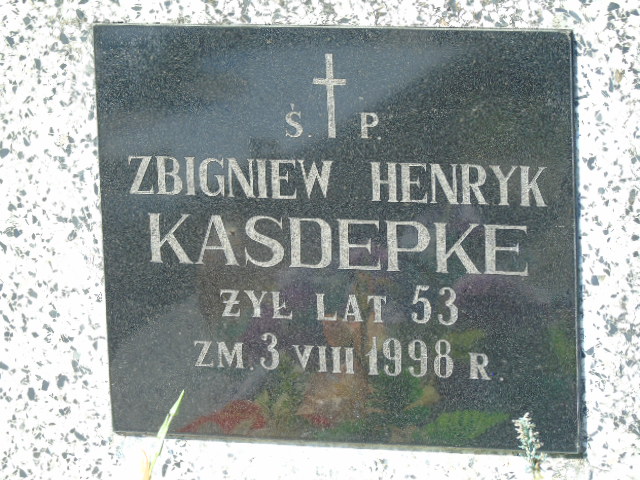 Ś. P.
ZBIGNIEW HENRYK
KASDEPKE
ŻYŁ LAT 53
ZM. 3 VIII 1998 R.